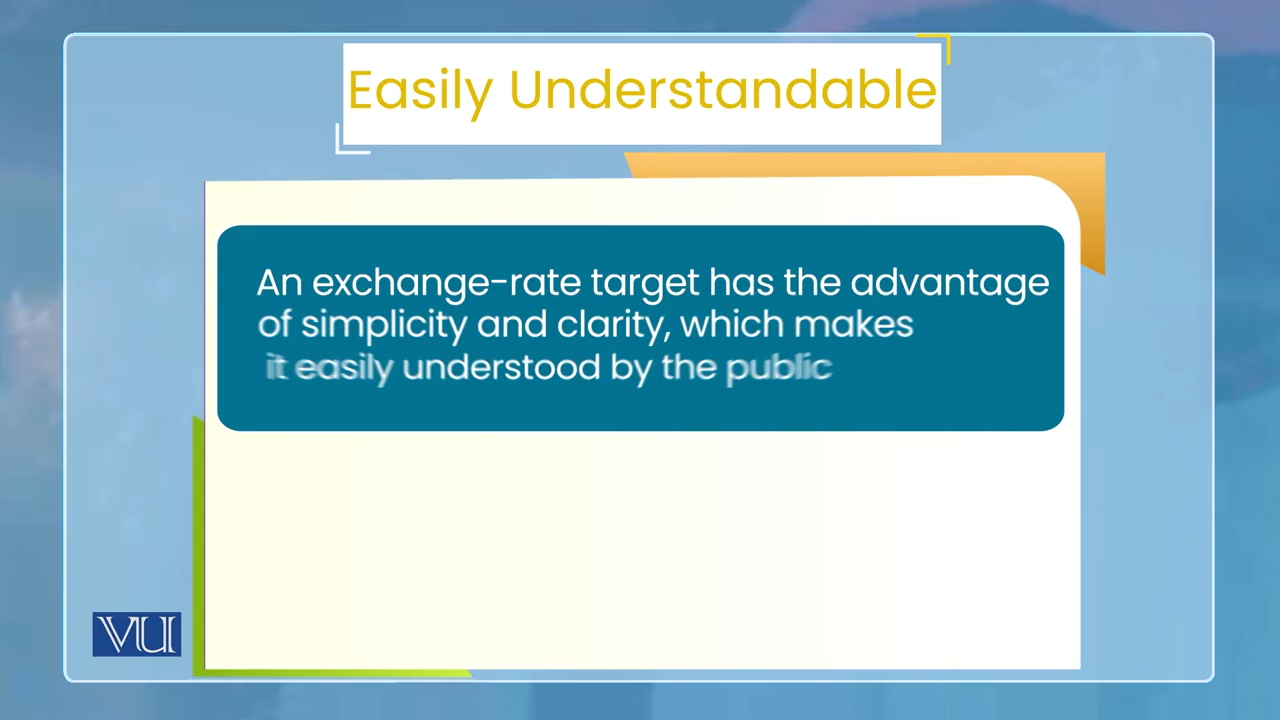 Easily Understandable
An exchange-rate target has the advantage
of simplicity and clarity, which makes
it easily understood by the public
VU